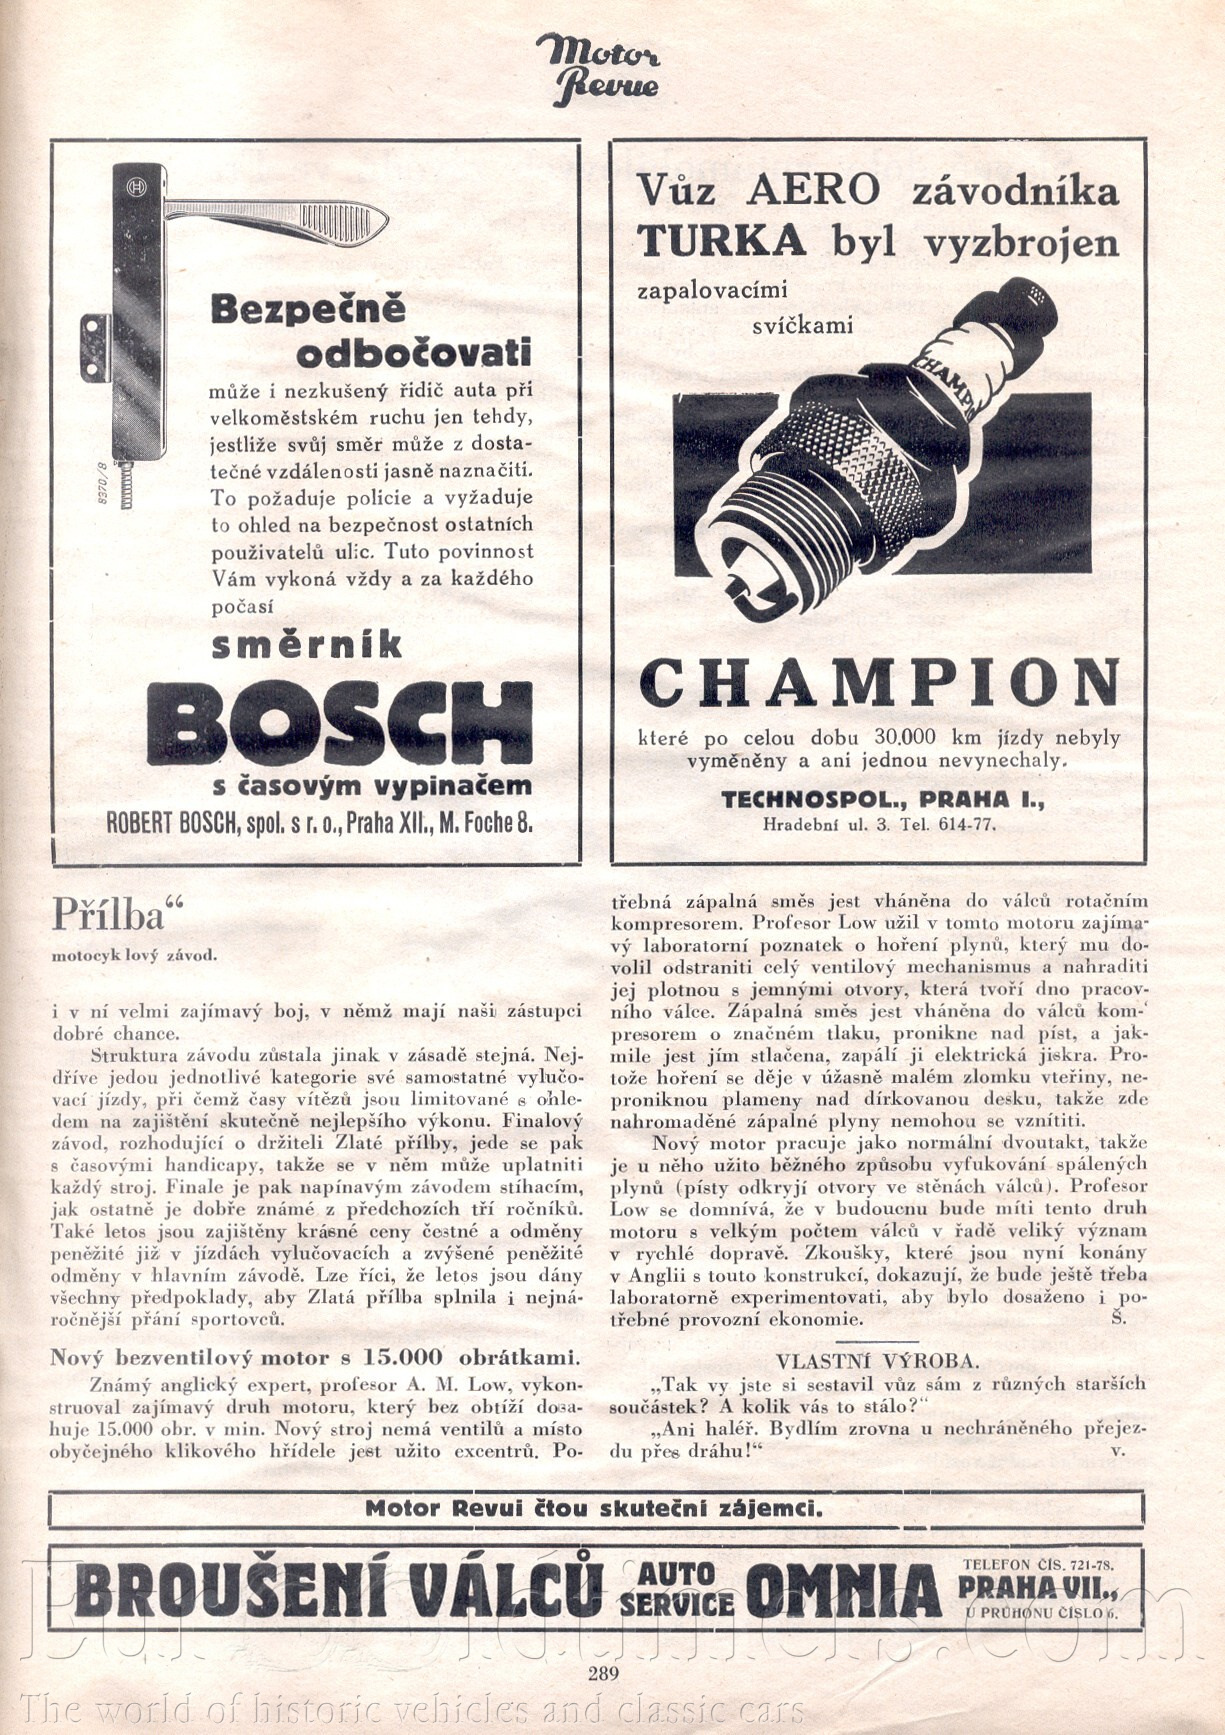 Motor
Revue
Bezpečně
odbočovati
může i nezkušený řidič auta při
velkoměstském ruchu jen tehdy,
jestliže svůj směr může z dosta-
tečné vzdálenosti jasně naznačiti.
To požaduje policie a vyžaduje
to ohled na bezpečnost ostatních
použivatelů ulic. Tuto povinnost
Vám vykoná vždy a za každého
počasí
směrník
BOSCH
s časovým vypinačem
ROBERT BOSCH, spol. s r. o., Praha XII., M. Foche 8.
8370/8
Vůz AERO závodníka
TURKA byl vyzbrojen
zapalovacími
svíčkami
CHAMPIO
CHAMPION
které po celou dobu 30,000 km jízdy nebyly
vyměněny a ani jednou nevynechaly.
TECHNOSPOL., PRAHA I.,
Hradební ul. 3. Tel. 614-77.
Přílba“
motocyklový závod.
i v ní velmi zajímavý boj, v němž mají naši zástupci
dobré chance.
Struktura závodu zůstala jinak v zásadě stejná. Nej-
dříve jedou jednotlivé kategorie své samostatné vylučo-
vací jízdy, při čemž časy vítězů jsou limitované s ohle-
dem na zajištění skutečně nejlepšího výkonu. Finalový
závod, rozhodující o držiteli Zlaté přílby, jede se pak
s časovými handicapy, takže se v něm může uplatniti
každý stroj. Finale je pak napínavým závodem stíhacím,
jak ostatně je dobře známé z předchozích tří ročníků.
Také letos jsou zajištěny krásné ceny čestné a odměny
peněžité již v jízdách vylučovacích a zvýšené peněžité
odměny v hlavním závodě. Lze říci, že letos jsou dány
všechny předpoklady, aby Zlatá přílba splnila i nejná-
ročnější přání sportovců.
Nový bezventilový motor s 15.000 obrátkami.
Známý anglický expert, profesor A. M. Low, vykon-
struoval zajímavý druh motoru, který bez obtíží dosa-
huje 15.000 obr. v min. Nový stroj nemá ventilů a místo
obyčejného klikového hřídele jest užito excentrů. Po-
třebná zápalná směs jest vháněna do válců rotačním
kompresorem. Profesor Low užil v tomto motoru zajíma-
vý laboratorní poznatek o hoření plynů, který mu do-
volil odstraniti celý ventilový mechanismus a nahraditi
jej plotnou s jemnými otvory, která tvoří dno pracov-
ního válce. Zápalná směs jest vháněna do válců kom-
presorem o značném tlaku, pronikne nad píst, a jak-
mile jest jím stlačena, zapálí ji elektrická jiskra. Pro-
tože hoření se děje v úžasně malém zlomku vteřiny, ne-
proniknou plameny nad dírkovanou desku, takže zde
nahromaděné zápalné plyny nemohou se vznítiti.
Nový motor pracuje jako normální dvoutakt, takže
je u něho užito běžného způsobu vyfukování spálených
plynů (písty odkryjí otvory ve stěnách válců). Profesor
Low se domnívá, že v budoucnu bude míti tento druh
motoru s velkým počtem válců v řadě veliký význam
v rychlé dopravě. Zkoušky, které jsou nyní konány
v Anglii s touto konstrukcí, dokazují, že bude ještě třeba
laboratorně experimentovati, aby bylo dosaženo i po-
třebné provozní ekonomie. Š.
VLASTNÍ VÝROBA.
„Tak vy jste si sestavil vůz sám z různých starších
součástek? A kolik vás to stálo?“
„Ani haléř. Bydlím zrovna u nechráněného přejez-
du přes dráhu!“ v.
Motor Revui čtou skuteční zájemci.
BROUŠENÍ VÁLCŮ AUTO SERVICE OMNIA
TELEFON ČÍS. 721-78.
PRAHA VII.,
U PRŮHONU ČÍSLO 6.
EuroOldtimers.com
289
The world of historic vehicles and classic cars